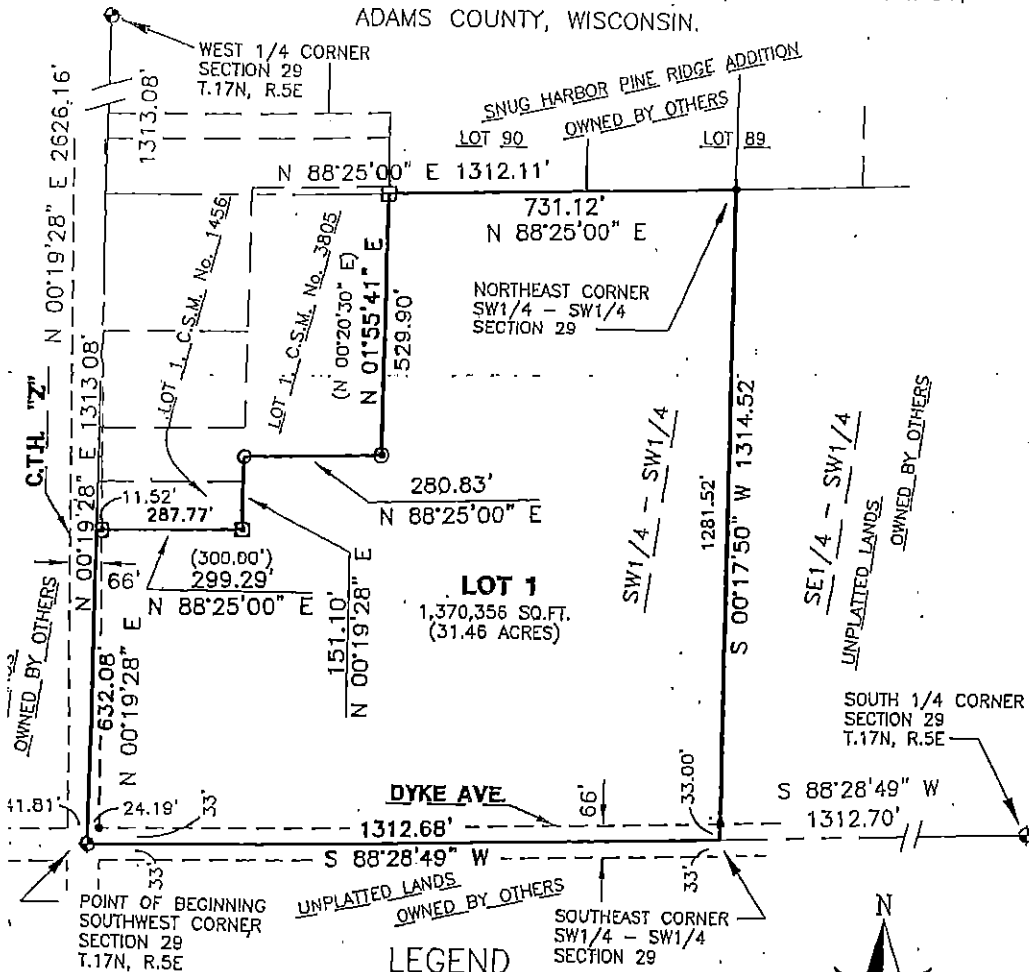 ADAMS COUNTY, WISCONSIN.
WEST 1/4 CORNER
SECTION 29
T.17N, R.5E
SNUG HARBOR PINE RIDGE ADDITION
OWNED BY OTHERS
LOT 90
LOT 89
N 00°19'28" E 2626.16'
1313.08'
N 88°25'00" E 1312.11'
731.12'
N 88°25'00" E
LOT 1, C.S.M. No. 1456
LOT 1, C.S.M. No. 3805
(N 00°20'30" E)
N 01°55'41" E
529.90'
NORTHEAST CORNER
SW1/4 - SW1/4
SECTION 29
C.T.H. "Z"
N 00°19'28" E 1313.08'
11.52'
287.77'
(300.00')
299.29'
N 88°25'00" E
66'
280.83'
N 88°25'00" E
151.10'
N 00°19'28" E
LOT 1
1,370,356 SQ.FT.
(31.46 ACRES)
SW1/4 - SW1/4
1281.52'
S 00°17'50" W 1314.52'
SE1/4 - SW1/4
UNPLATTED LANDS
OWNED BY OTHERS
OWNED BY OTHERS
632.08'
N 00°19'28" E
SOUTH 1/4 CORNER
SECTION 29
T.17N, R.5E
41.81'
24.19'
33'
DYKE AVE.
66'
33.00'
S 88°28'49" W
1312.70'
1312.68'
S 88°28'49" W
33'
33'
POINT OF BEGINNING
SOUTHWEST CORNER
SECTION 29
T.17N, R.5E
UNPLATTED LANDS
OWNED BY OTHERS
SOUTHEAST CORNER
SW1/4 - SW1/4
SECTION 29
LEGEND
N